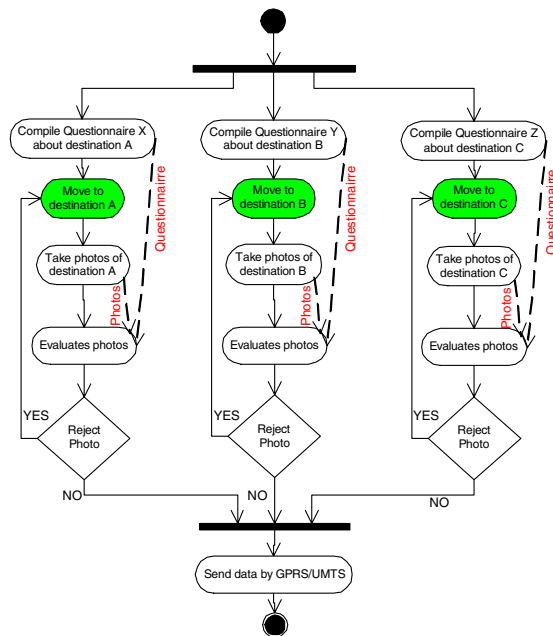 Compile Questionnaire X
about destination A
Compile Questionnaire Y
about destination B
Compile Questionnaire Z
about destination C
Questionnairre
Questionnairre
Questionnairre
Move to
destination A
Move to
destination B
Move to
destination C
Take photos of
destination A
Take photos of
destination B
Take photos of
destination C
Photos
Photos
Photos
Evaluates photos
Evaluates photos
Evaluates photos
YES
YES
YES
Reject
Photo
Reject
Photo
Reject
Photo
NO
NO
NO
Send data by GPRS/UMTS